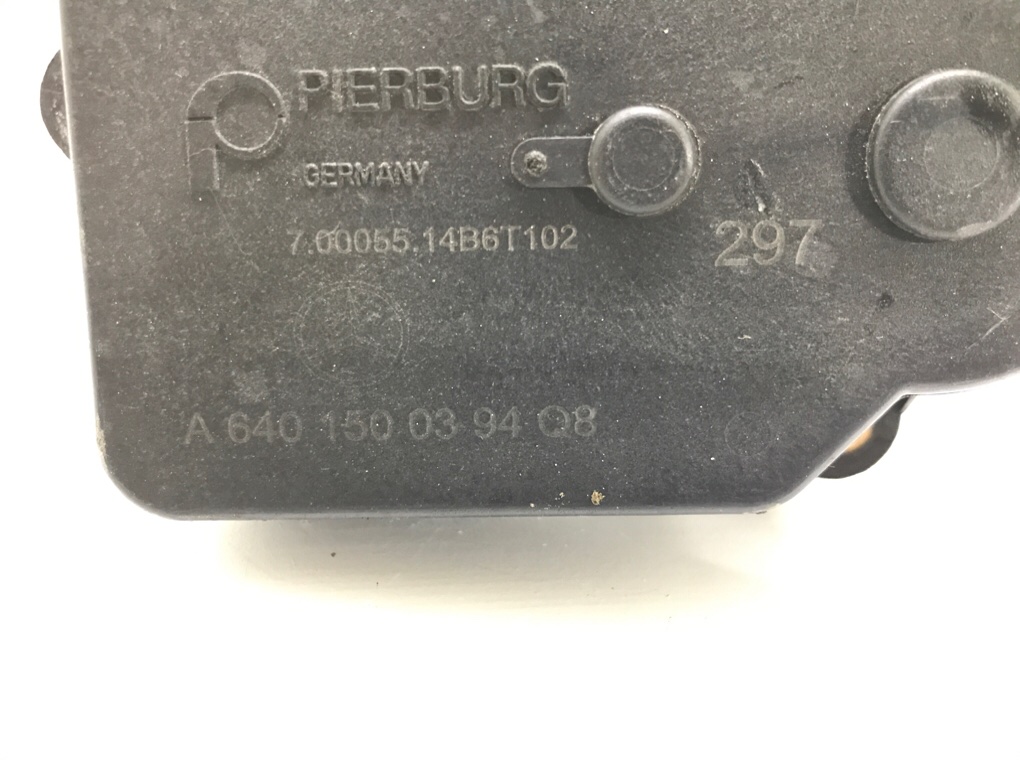 PIERBURG
GERMANY
7.00055.14B6T102
297
A 640 150 03 94 Q8